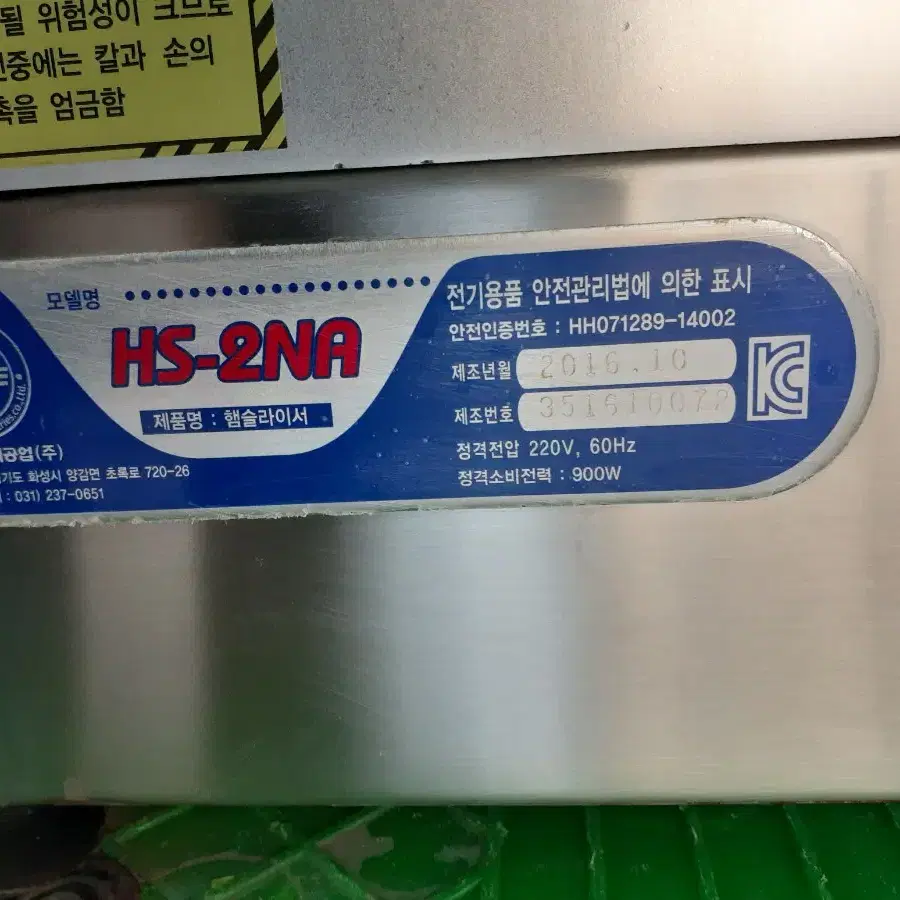 될 위험성이 크므로
중에는 칼과 손의
촉을 엄금함
모델명
HS-2NA
제품명 : 햄슬라이서
공업(주)
기도 화성시 양감면 초록로 720-26
: 031) 237-0651
전기용품 안전관리법에 의한 표시
안전인증번호 : HH071289-14002
제조년월 2016.10
제조번호
정격전압 220V, 60Hz
정격소비전력 : 900W